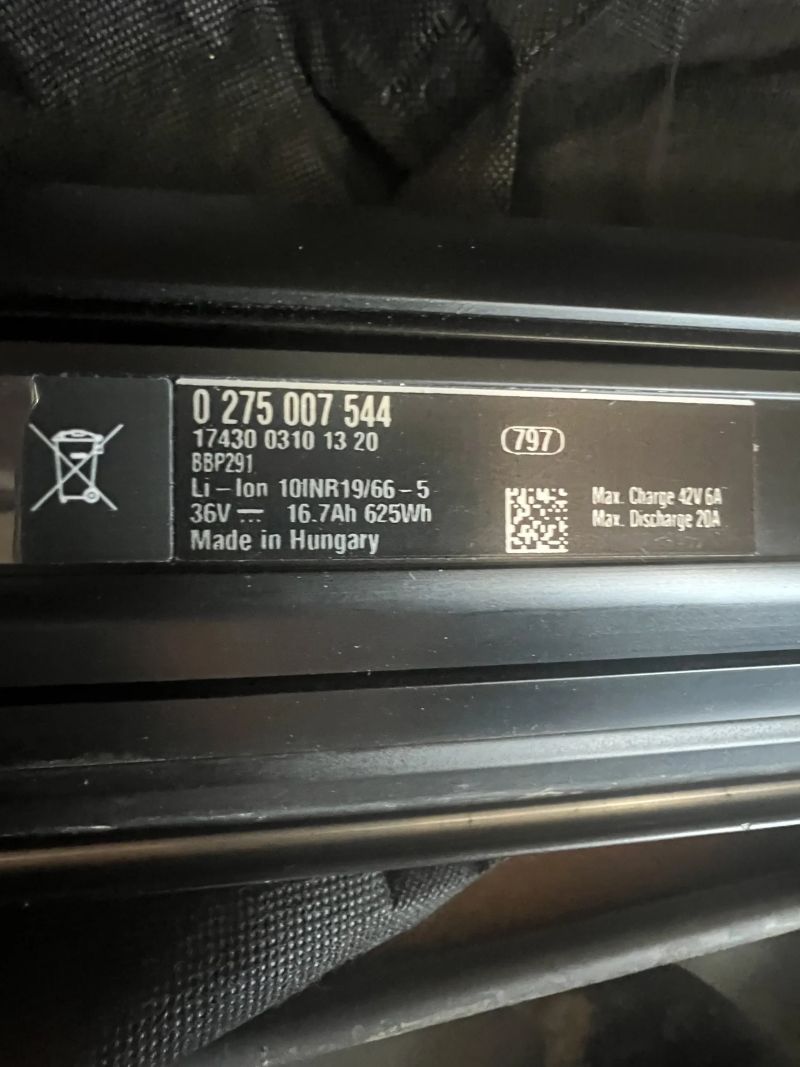 0 275 007 544
17430 0310 13 20
BBP291
Li-Ion 10INR19/66-5
36V 16.7Ah 625Wh
Made in Hungary
797
Max. Charge 42V 6A
Max. Discharge 20A